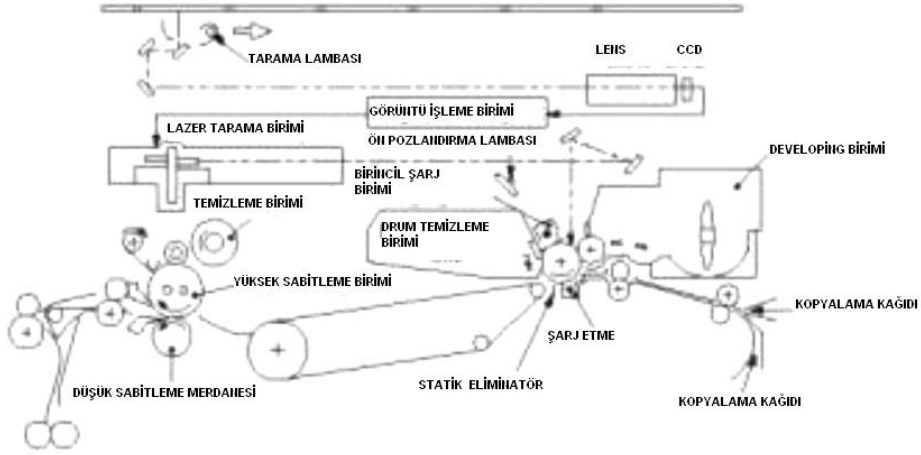 TARAMA LAMBASI
LENS
CCD
GÖRÜNTÜ İŞLEME BİRİMİ
LAZER TARAMA BİRİMİ
ÖN POZLANDIRMA LAMBASI
DEVELOPİNG BİRİMİ
BİRİNCİL ŞARJ
BİRİMİ
TEMİZLEME BİRİMİ
DRUM TEMİZLEME
BİRİMİ
YÜKSEK SABİTLEME BİRİMİ
KOPYALAMA KAĞIDI
ŞARJ ETME
STATİK ELİMİNATÖR
DÜŞÜK SABİTLEME MERDANESİ
KOPYALAMA KAĞIDI